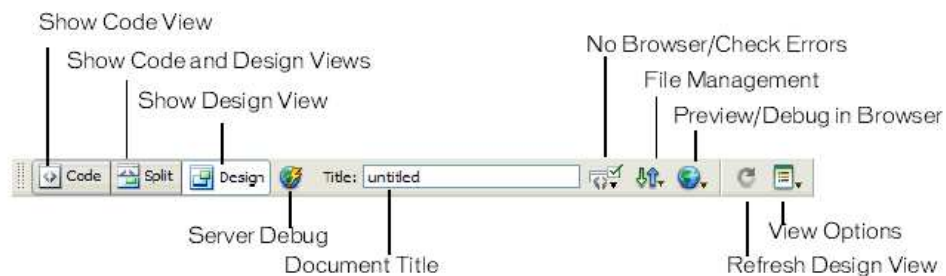 Show Code View
No Browser/Check Errors
Show Code and Design Views
File Management
Show Design View
Preview/Debug in Browser
Code
Split
Design
Title: untitled
Server Debug
View Options
Document Title
Refresh Design View